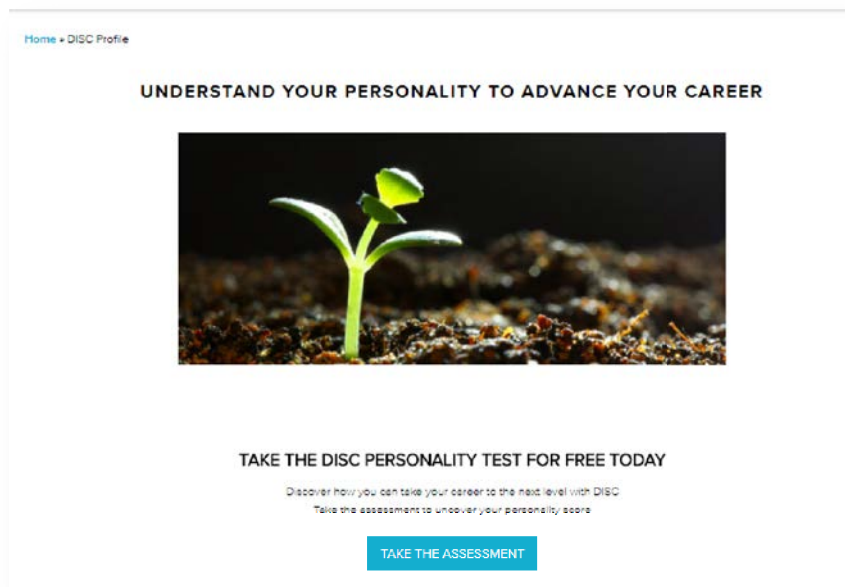 Home • DISC Profile
UNDERSTAND YOUR PERSONALITY TO ADVANCE YOUR CAREER
TAKE THE DISC PERSONALITY TEST FOR FREE TODAY
Discover how you can take your career to the next level with DISC
Take the assessment to uncover your personality score
TAKE THE ASSESSMENT